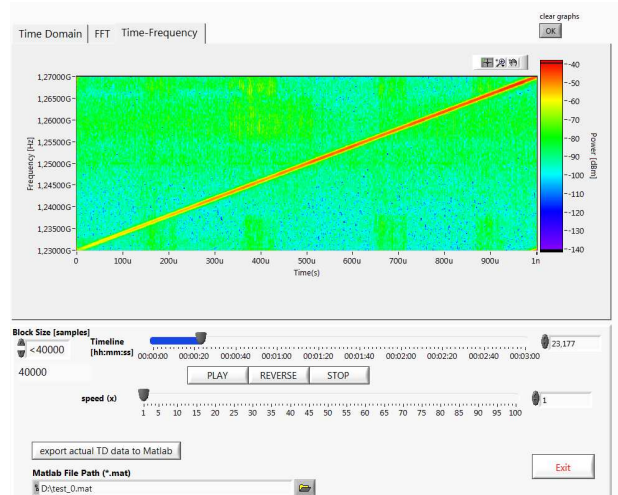 clear graphs
OK
Time Domain FFT Time-Frequency
1,27000G
1,26500G
1,26000G
1,25500G
1,25000G
1,24500G
1,24000G
1,23500G
1,23000G
Frequency [Hz]
0 100u 200u 300u 400u 500u 600u 700u 800u 900u 1m
Time(s)
-40
-50
-60
-70
-80
-90
-100
-110
-120
-130
-140
Power [dBm]
Block Size [samples]
<40000
40000
Timeline
[hh:mm:ss]
00:00:00 00:00:20 00:00:40 00:01:00 00:01:20 00:01:40 00:02:00 00:02:20 00:02:40 00:03:00
23,177
PLAY REVERSE STOP
speed (x)
1 5 10 15 20 25 30 35 40 45 50 55 60 65 70 75 80 85 90 95 100
1
export actual TD data to Matlab
Matlab File Path (*.mat)
D:\test_0.mat
Exit